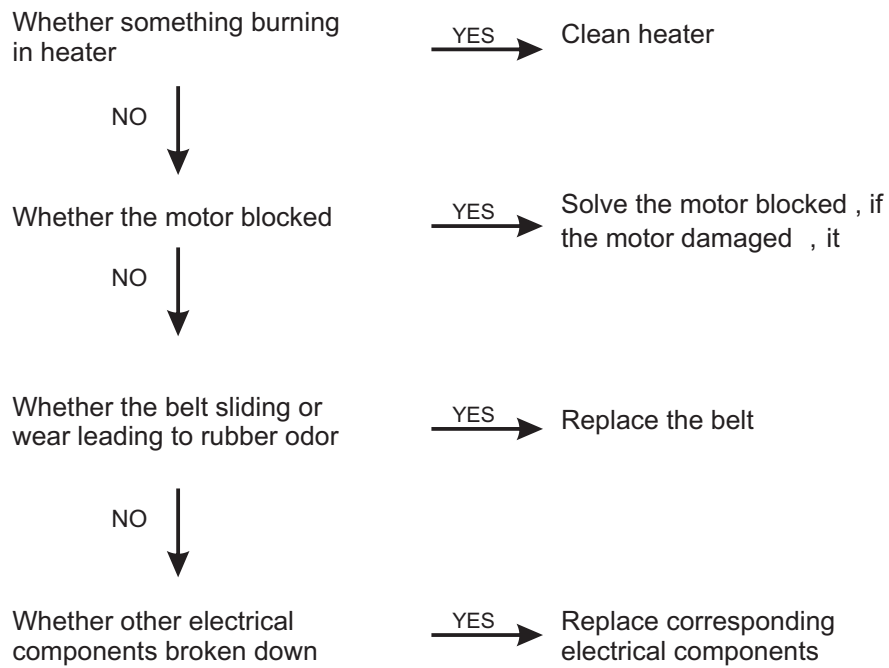 Whether something burning
in heater
YES
Clean heater
NO
Whether the motor blocked
YES
Solve the motor blocked , if
the motor damaged , it
NO
Whether the belt sliding or
wear leading to rubber odor
YES
Replace the belt
NO
Whether other electrical
components broken down
YES
Replace corresponding
electrical components